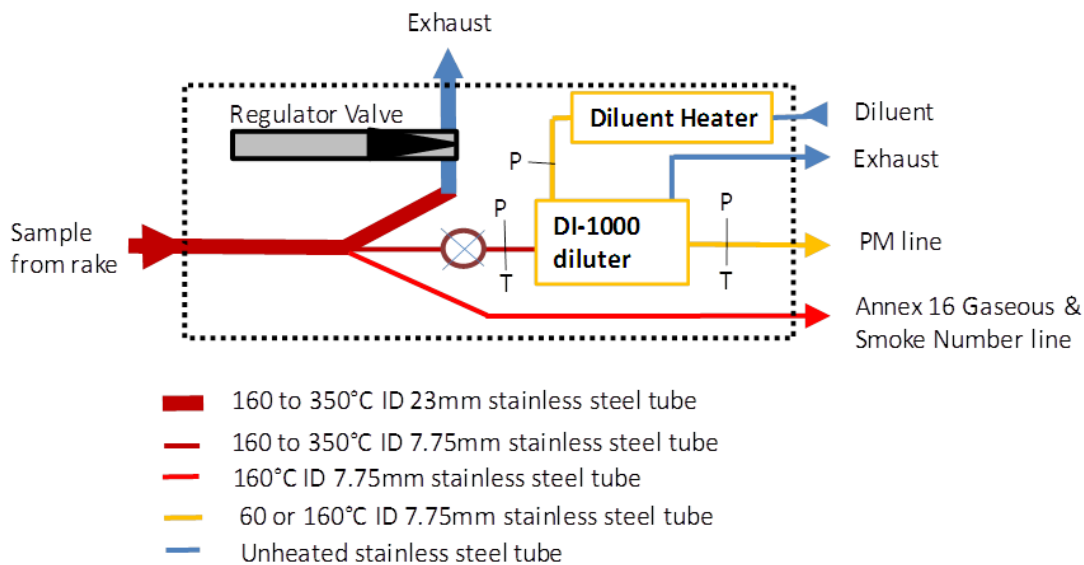 Exhaust
Regulator Valve
Diluent Heater
Diluent
Exhaust
P
P
P
Sample
from rake
DI-1000
diluter
PM line
T
T
Annex 16 Gaseous &
Smoke Number line
160 to 350°C ID 23mm stainless steel tube
160 to 350°C ID 7.75mm stainless steel tube
160°C ID 7.75mm stainless steel tube
60 or 160°C ID 7.75mm stainless steel tube
Unheated stainless steel tube